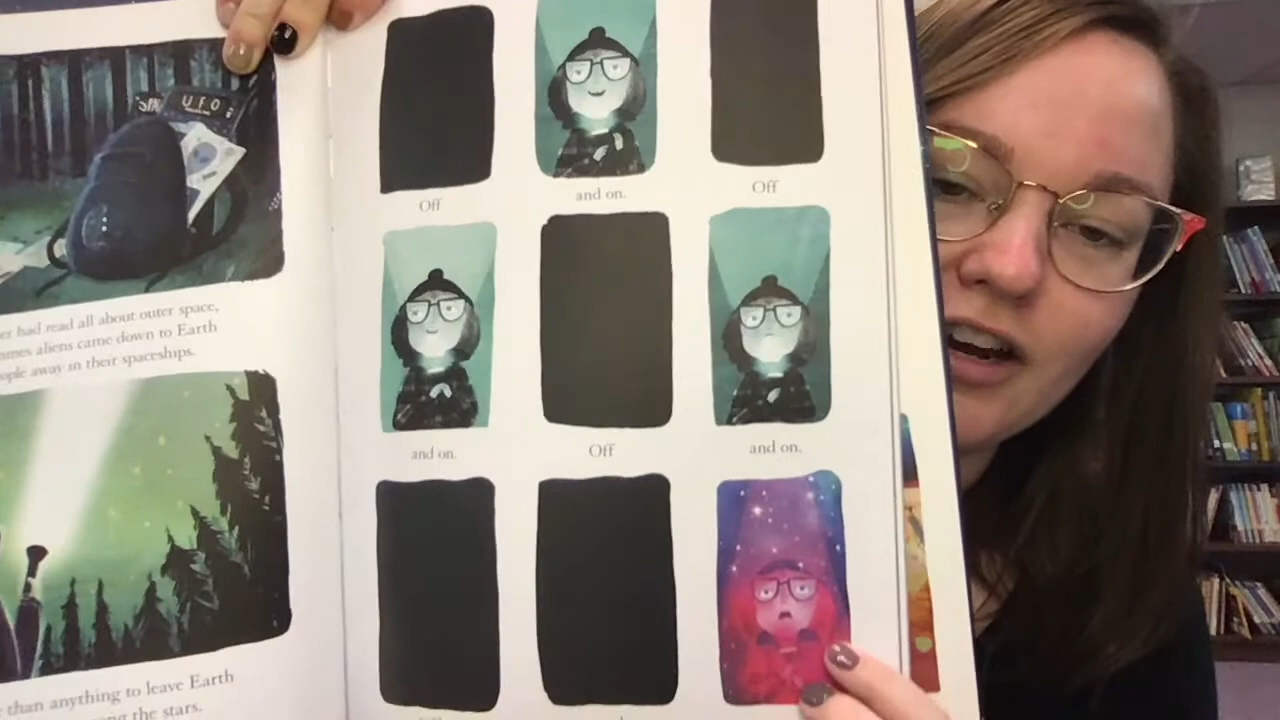 UFO
er had read all about outer space,
mes aliens came down to Earth
ople away in their spaceships.
than anything to leave Earth
the stars.
Off
and on.
Off
and on.
Off
and on.